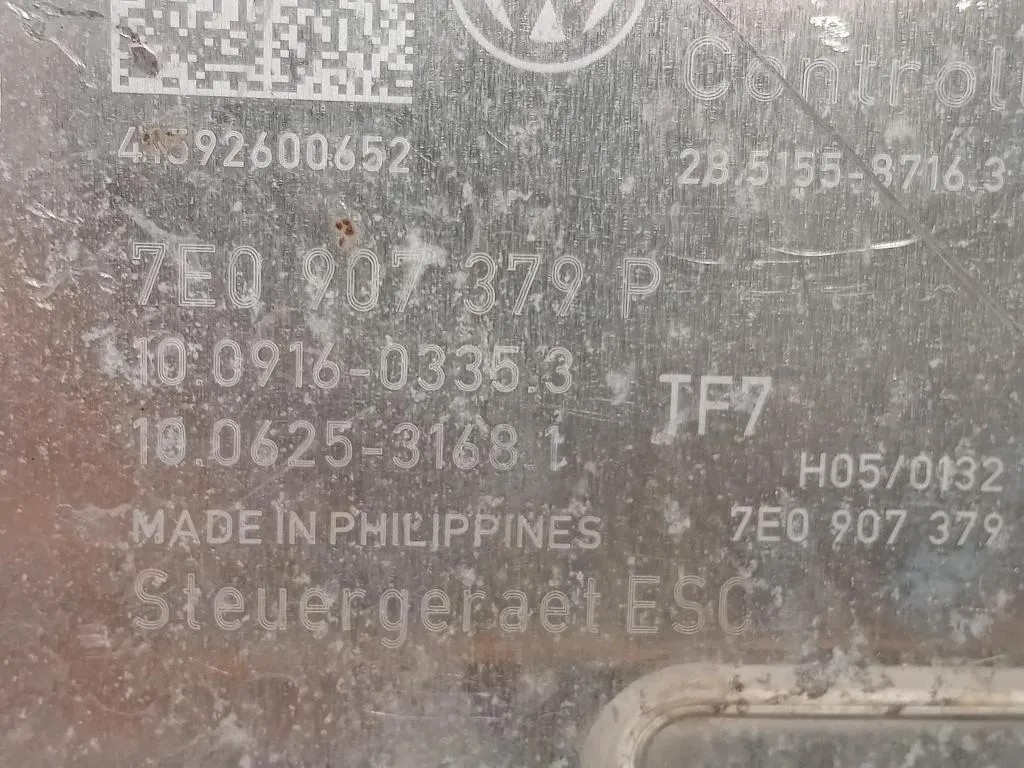 Control
28.5155-8716.3
7E0 907 379 P
10.0916-0335.3
10.0625-3168.1
TF7
H05/0132
MADE IN PHILIPPINES
7E0 907 379
Steuergeraet ESC